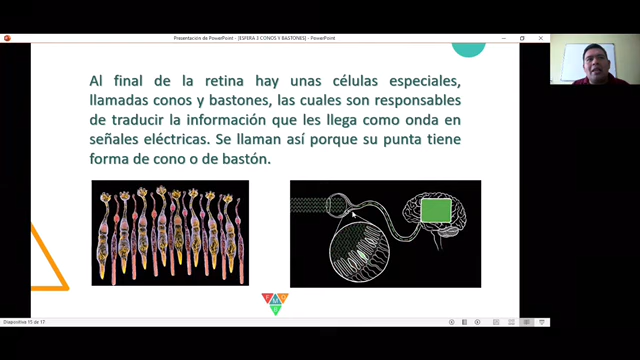 Presentación de PowerPoint - [ESFERA 3 CONOS Y BASTONES] - PowerPoint
Al final de la retina hay unas células especiales,
llamadas conos y bastones, las cuales son responsables
de traducir la información que les llega como onda en
señales eléctricas. Se llaman así porque su punta tiene
forma de cono o de bastón.
F M C
E
Diapositiva 15 de 17